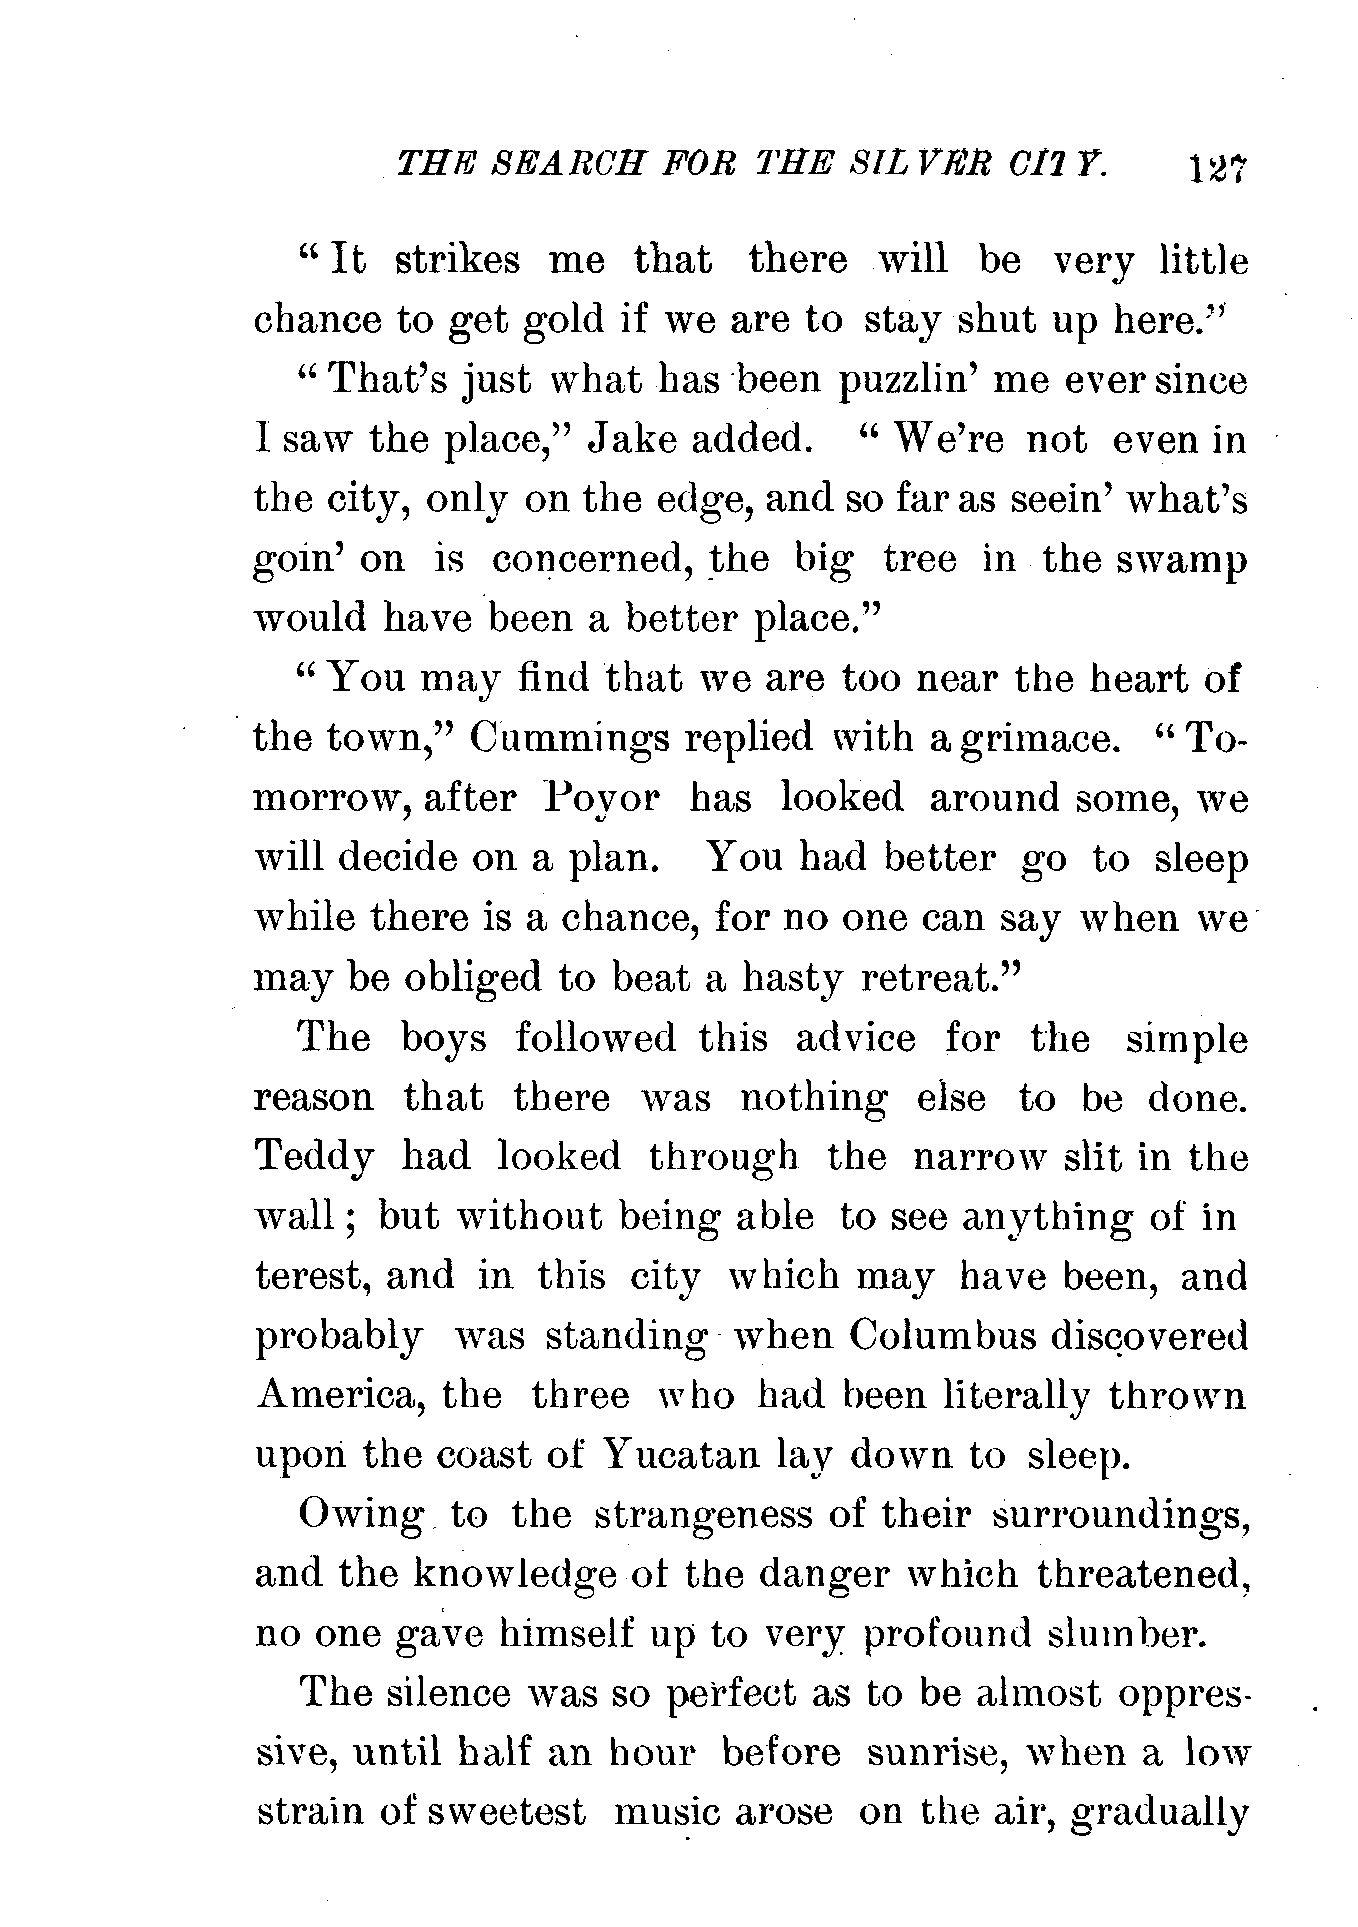 THE SEARCH FOR THE SILVER CITY. 127
“ It strikes me that there will be very little
chance to get gold if we are to stay shut up here.”
“ That’s just what has been puzzlin’ me ever since
I saw the place,” Jake added. “ We’re not even in
the city, only on the edge, and so far as seein’ what’s
goin’ on is concerned, the big tree in the swamp
would have been a better place.”
“ You may find that we are too near the heart of
the town,” Cummings replied with a grimace. “ To-
morrow, after Poyor has looked around some, we
will decide on a plan. You had better go to sleep
while there is a chance, for no one can say when we
may be obliged to beat a hasty retreat.”
The boys followed this advice for the simple
reason that there was nothing else to be done.
Teddy had looked through the narrow slit in the
wall ; but without being able to see anything of in
terest, and in this city which may have been, and
probably was standing when Columbus discovered
America, the three who had been literally thrown
upon the coast of Yucatan lay down to sleep.
Owing to the strangeness of their surroundings,
and the knowledge of the danger which threatened,
no one gave himself up to very profound slumber.
The silence was so perfect as to be almost oppres-
sive, until half an hour before sunrise, when a low
strain of sweetest music arose on the air, gradually